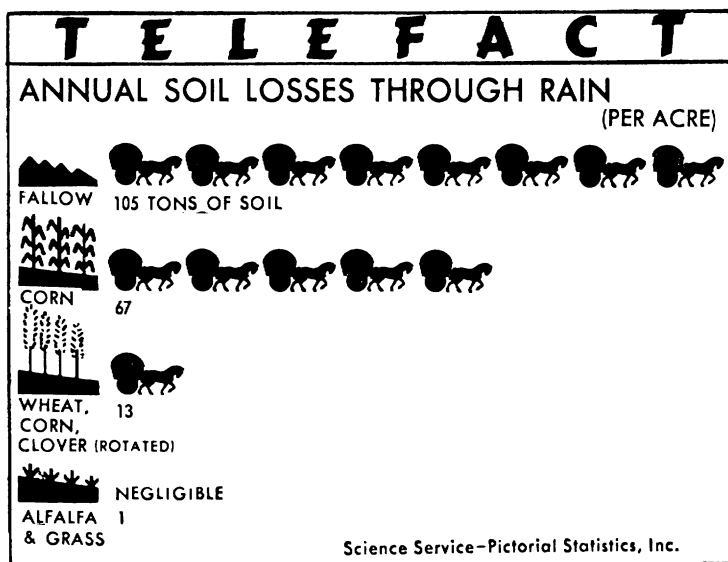 TELEFACT
ANNUAL SOIL LOSSES THROUGH RAIN
(PER ACRE)
FALLOW
105 TONS OF SOIL
CORN
67
WHEAT,
CORN,
CLOVER (ROTATED)
13
NEGLIGIBLE
ALFALFA
& GRASS
1
Science Service-Pictorial Statistics, Inc.